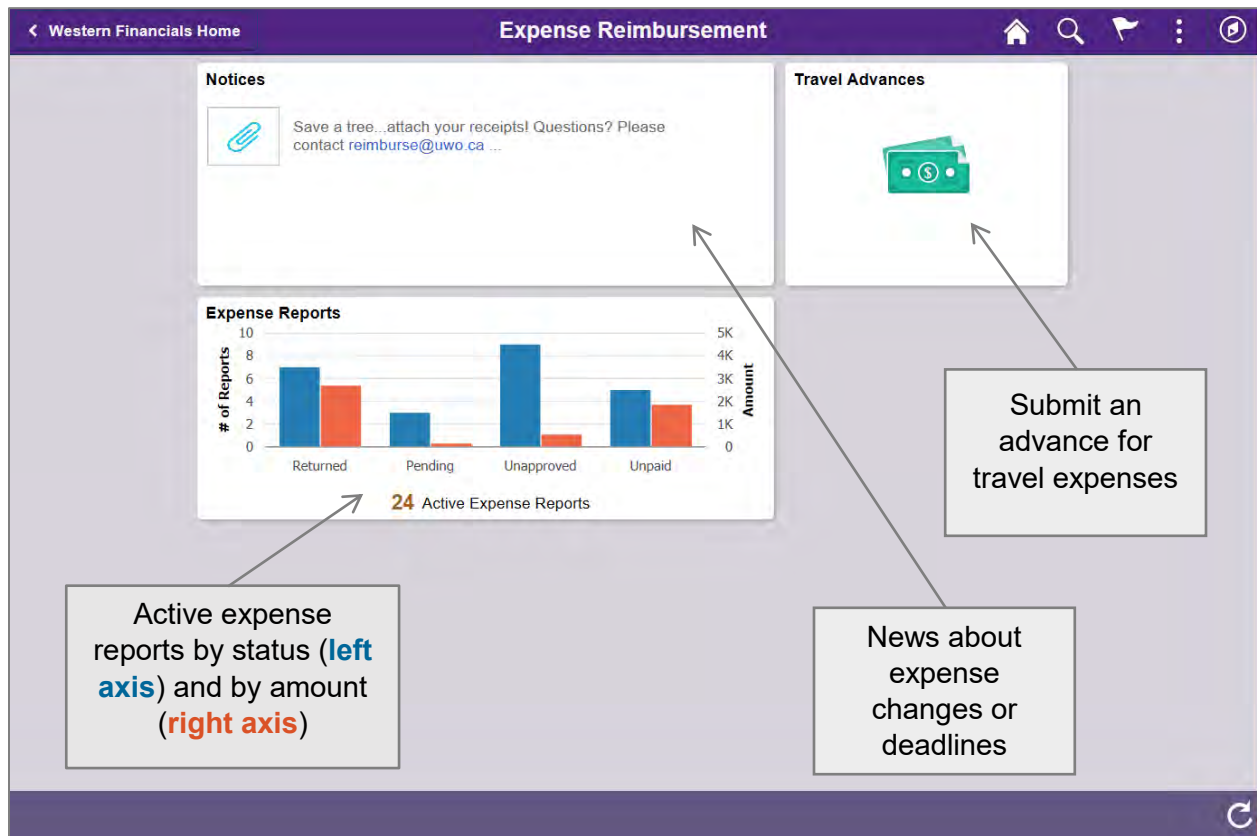 Western Financials Home
Expense Reimbursement
Notices
Save a tree...attach your receipts! Questions? Please
contact reimburse@uwo.ca ...
Travel Advances
$
Expense Reports
# of Reports
10
8
6
4
2
0
5K
4K
3K
2K
1K
0
Amount
Returned
Pending
Unapproved
Unpaid
24 Active Expense Reports
Submit an
advance for
travel expenses
Active expense
reports by status (left
axis) and by amount
(right axis)
News about
expense
changes or
deadlines